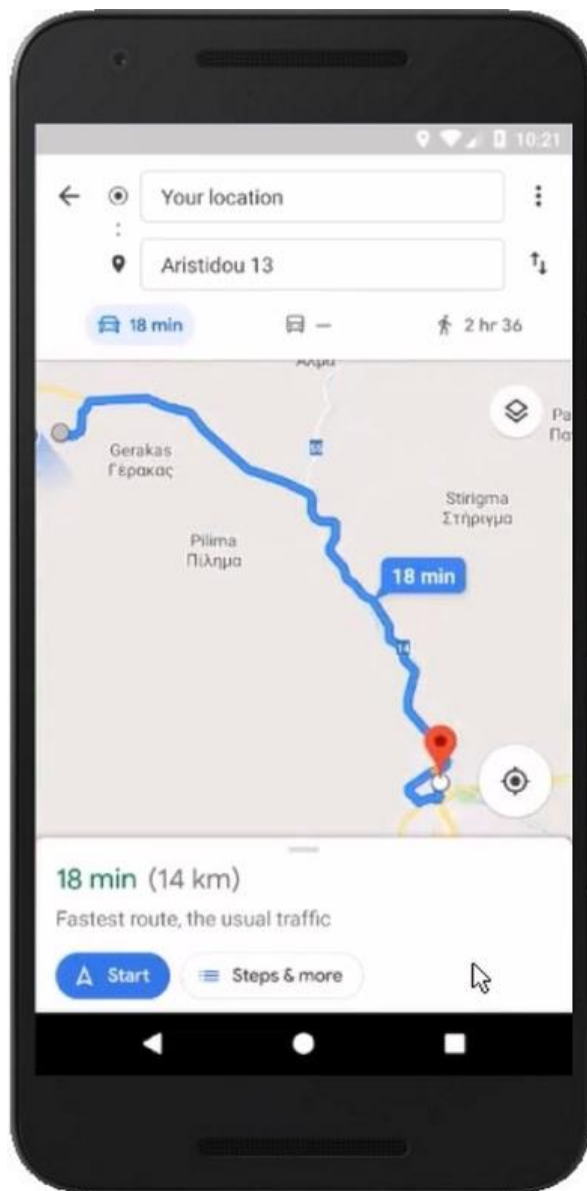 10:21
Your location
Aristidou 13
18 min
—
2 hr 36
Gerakas
Γέρακας
Stirigma
Στήριγμα
Pilima
Πίλημα
18 min
14
18 min (14 km)
Fastest route, the usual traffic
Start
Steps & more